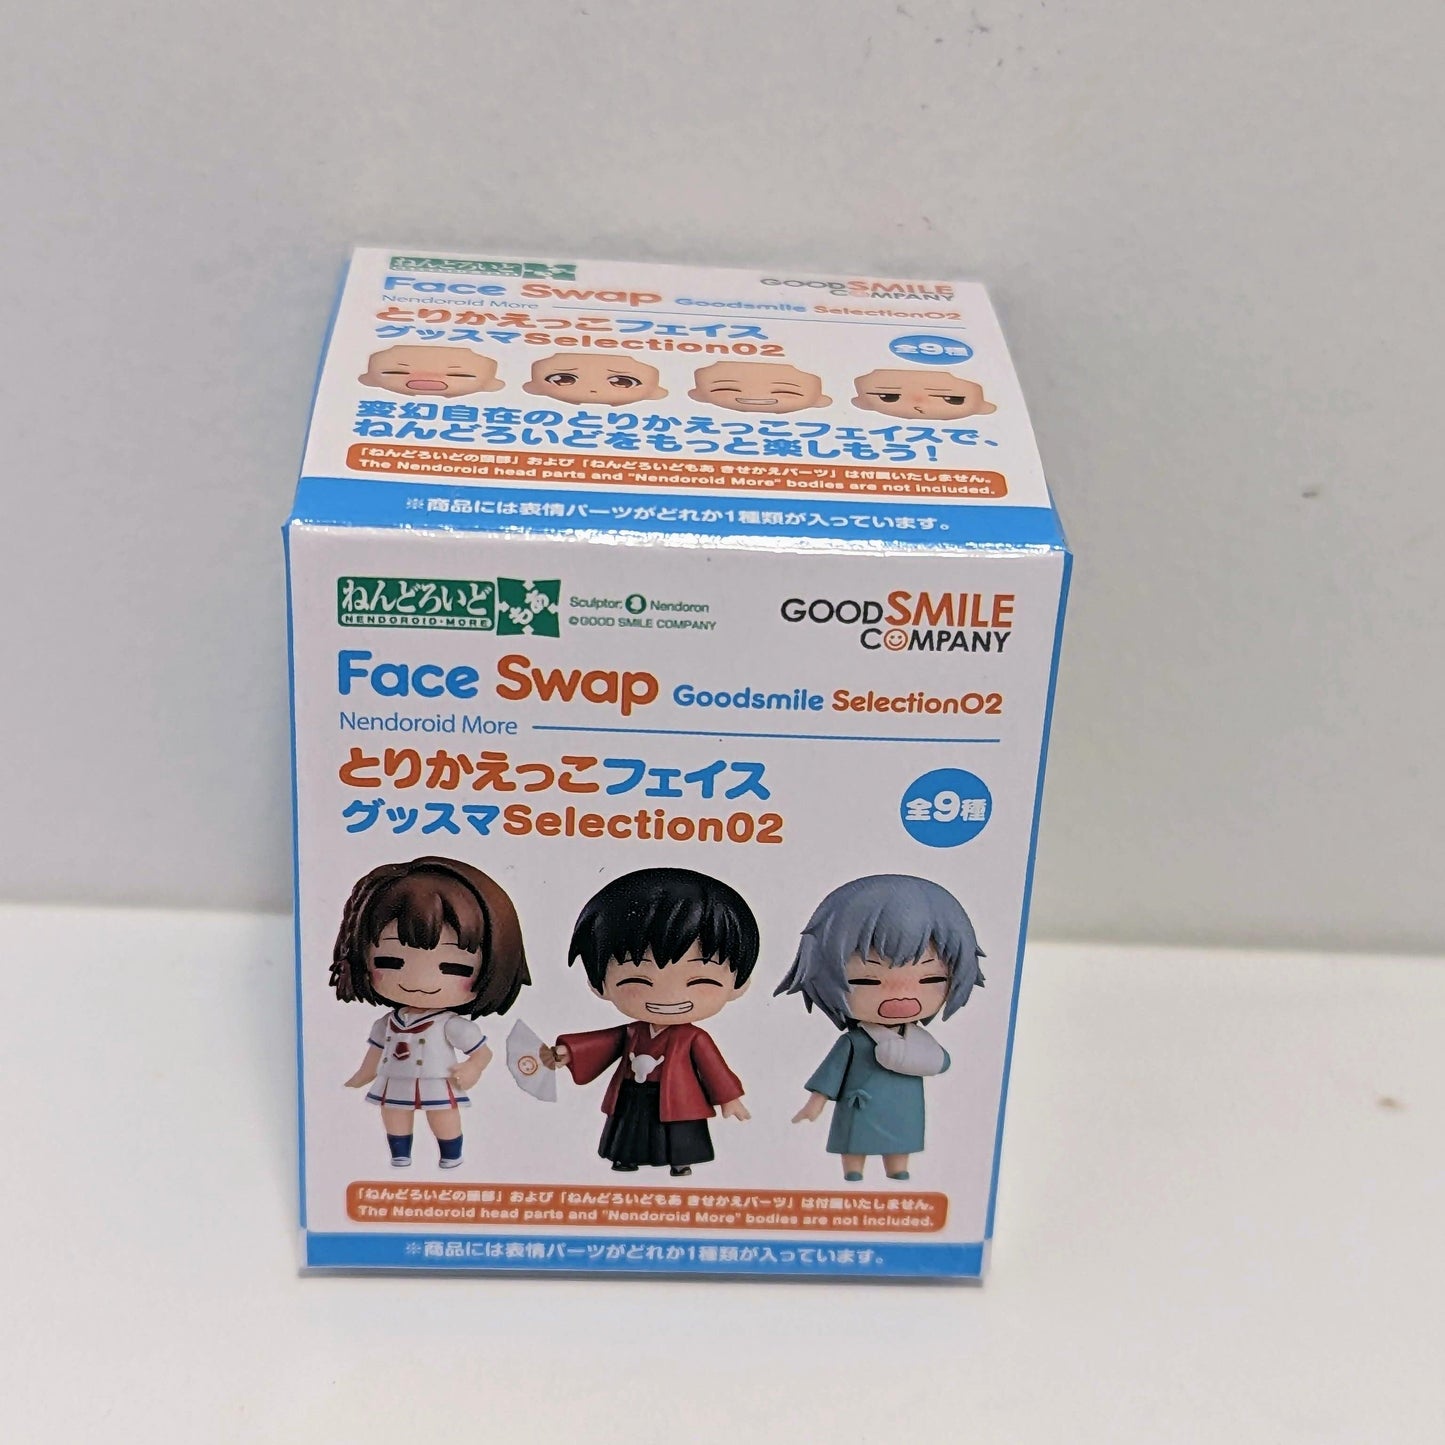 ねんどろいど
GOODSMILE
COMPANY
Face Swap Goodsmile Selection02
Nendoroid More
とりかえっこフェイス
グッスマSelection02
全9種
変幻自在のとりかえっこフェイスで、
ねんどろいどをもっと楽しもう!
「ねんどろいどの頭部」および「ねんどろいどもあ きせかえパーツ」は付属いたしません。
The Nendoroid head parts and "Nendoroid More" bodies are not included.
※商品には表情パーツがどれか1種類が入っています。
ねんどろいど もあ
NENDOROID·MORE
Sculptor: Nendoron
©GOOD SMILE COMPANY
GOODSMILE
COMPANY
Face Swap Goodsmile Selection02
Nendoroid More
とりかえっこフェイス
グッスマSelection02
全9種
「ねんどろいどの頭部」および「ねんどろいどもあ きせかえパーツ」は付属いたしません。
The Nendoroid head parts and "Nendoroid More" bodies are not included.
※商品には表情パーツがどれか1種類が入っています。